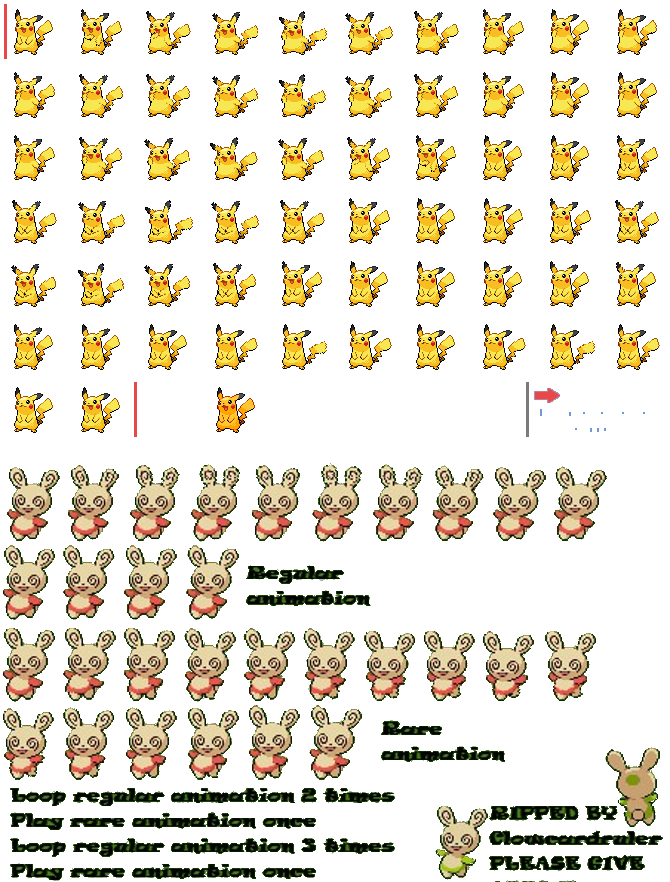 Regular
animation
Rare
animation
Loop regular animation 2 times
Play rare animation once
Loop regular animation 3 times
Play rare animation once
RIPPED BY
Glowcardruler
PLEASE GIVE